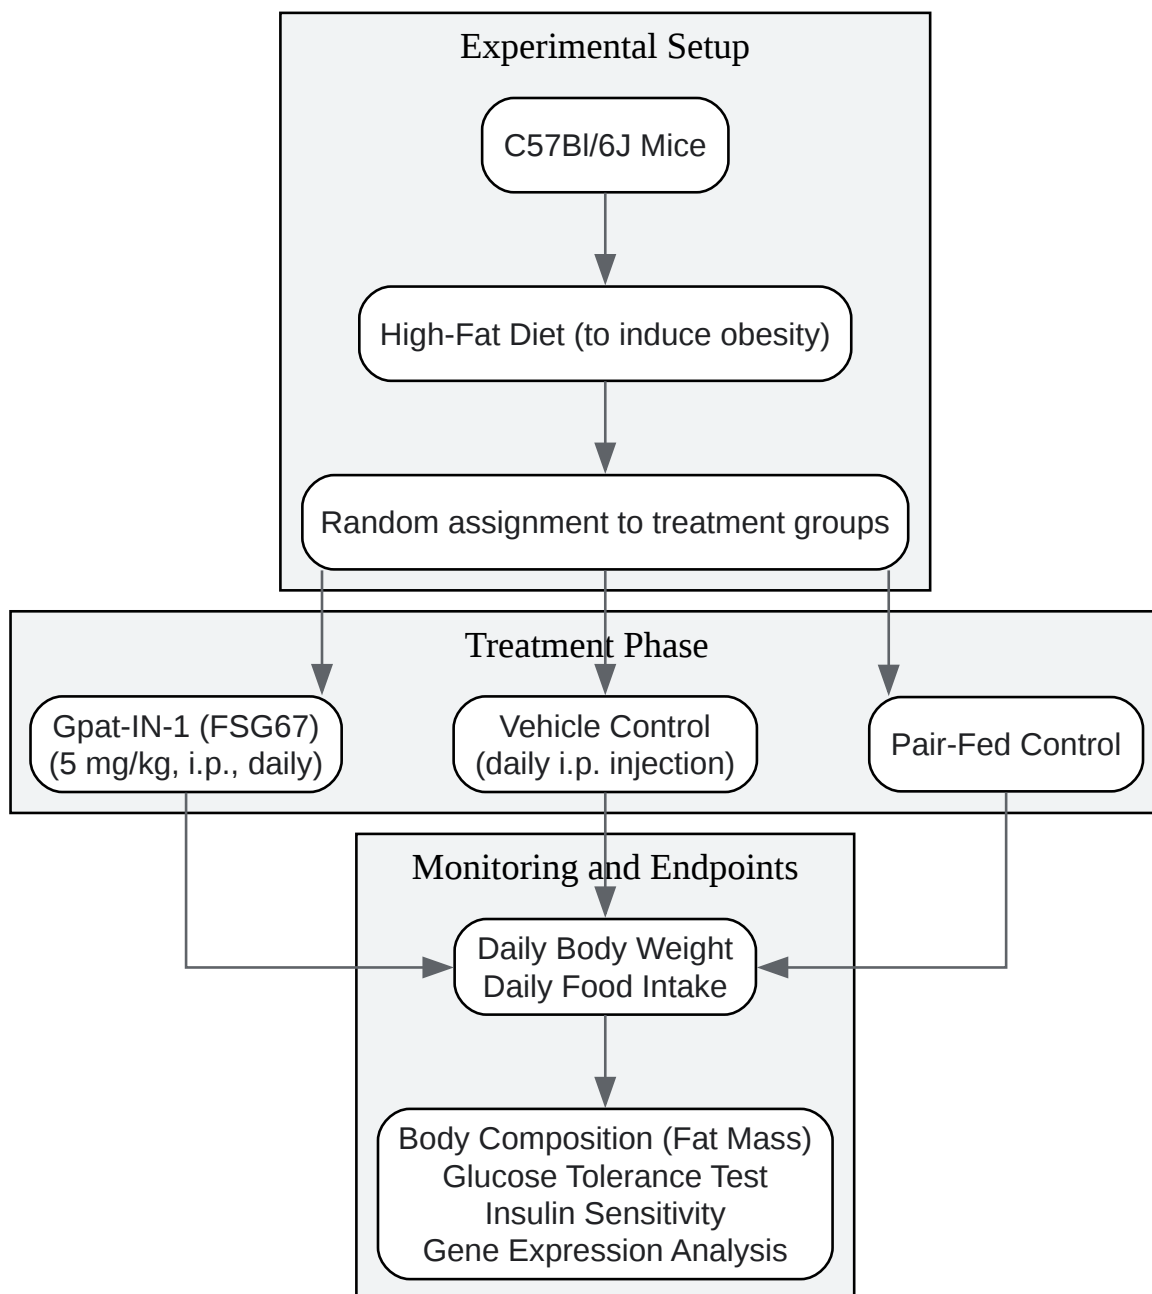 Experimental Setup
C57Bl/6J Mice
High-Fat Diet (to induce obesity)
Random assignment to treatment groups
Treatment Phase
Gpat-IN-1 (FSG67)
(5 mg/kg, i.p., daily)
Vehicle Control
(daily i.p. injection)
Pair-Fed Control
Monitoring and Endpoints
Daily Body Weight
Daily Food Intake
Body Composition (Fat Mass)
Glucose Tolerance Test
Insulin Sensitivity
Gene Expression Analysis